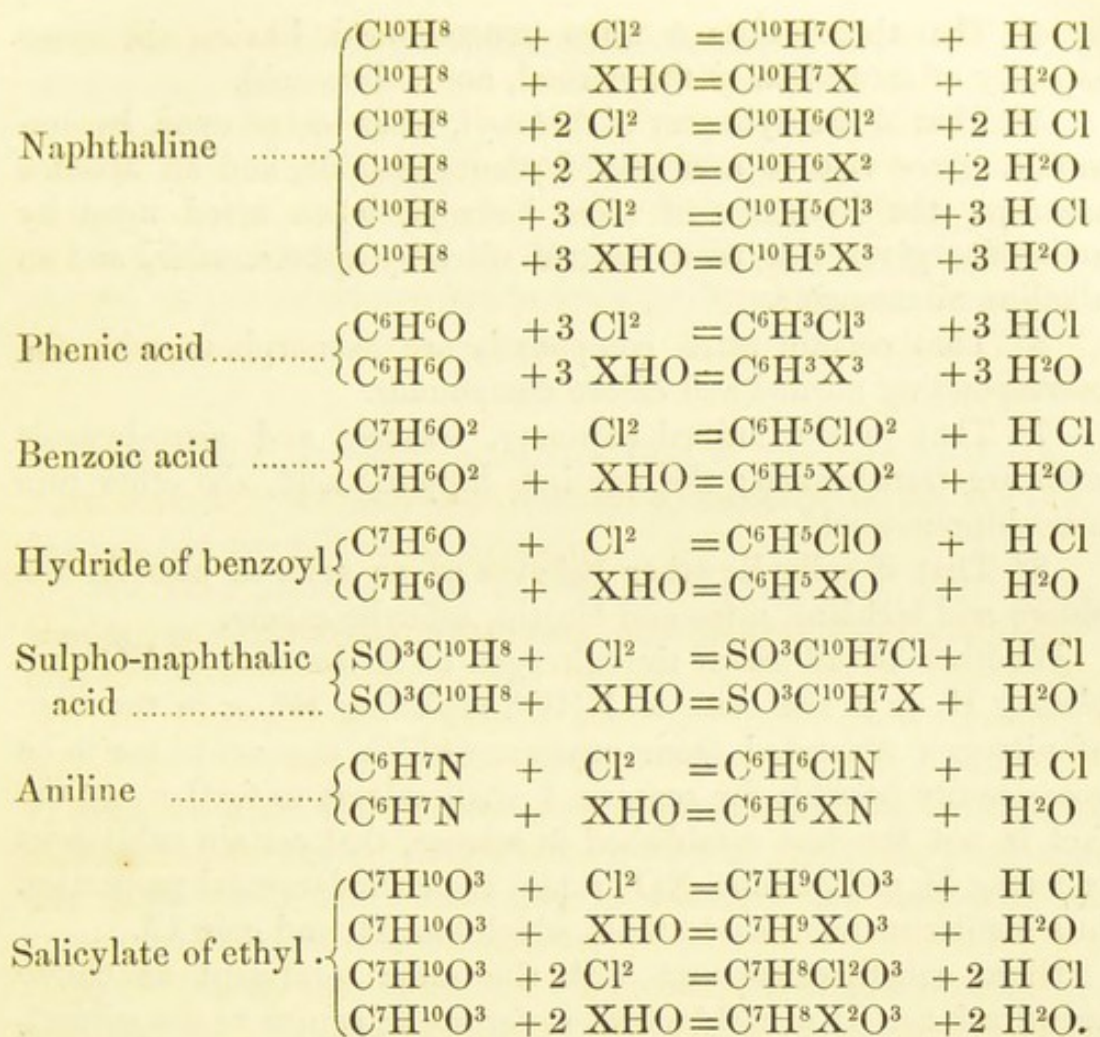 C¹⁰H⁸ + Cl² =C¹⁰H⁷Cl + H Cl
C¹⁰H⁸ + XHO=C¹⁰H⁷X + H²O
C¹⁰H⁸ +2 Cl² =C¹⁰H⁶Cl² +2 H Cl
Naphthaline ........ C¹⁰H⁸ +2 XHO=C¹⁰H⁶X² +2 H²O
C¹⁰H⁸ +3 Cl² =C¹⁰H⁵Cl³ +3 H Cl
C¹⁰H⁸ +3 XHO=C¹⁰H⁵X³ +3 H²O
Phenic acid............ C⁶H⁶O +3 Cl² =C⁶H³Cl³ +3 HCl
C⁶H⁶O +3 XHO=C⁶H³X³ +3 H²O
Benzoic acid ........ C⁷H⁶O² + Cl² =C⁶H⁵ClO² + H Cl
C⁷H⁶O² + XHO=C⁶H⁵XO² + H²O
Hydride of benzoyl C⁷H⁶O + Cl² =C⁶H⁵ClO + H Cl
C⁷H⁶O + XHO=C⁶H⁵XO + H²O
Sulpho-naphthalic SO³C¹⁰H⁸+ Cl² =SO³C¹⁰H⁷Cl+ H Cl
acid ..................... SO³C¹⁰H⁸+ XHO=SO³C¹⁰H⁷X + H²O
Aniline ................. C⁶H⁷N + Cl² =C⁶H⁶ClN + H Cl
C⁶H⁷N + XHO=C⁶H⁶XN + H²O
C⁷H¹⁰O³ + Cl² =C⁷H⁹ClO³ + H Cl
C⁷H¹⁰O³ + XHO=C⁷H⁹XO³ + H²O
Salicylate of ethyl . C⁷H¹⁰O³ +2 Cl² =C⁷H⁸Cl²O³ +2 H Cl
C⁷H¹⁰O³ +2 XHO=C⁷H⁸X²O³ +2 H²O.